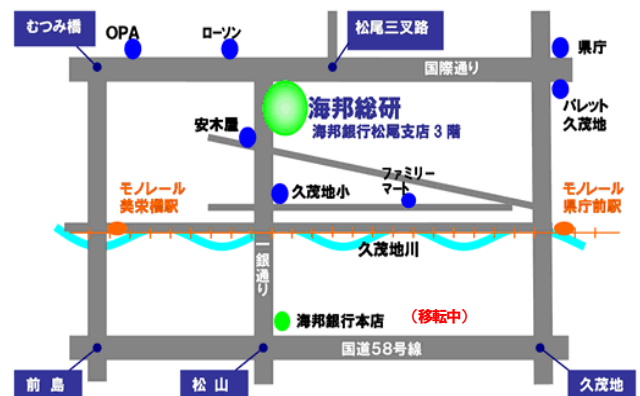 むつみ橋
OPA
ローソン
松尾三叉路
県庁
国際通り
海邦総研
海邦銀行松尾支店3階
パレット
久茂地
安木屋
久茂地小
ファミリー
マート
モノレール
美栄橋駅
モノレール
県庁前駅
久茂地川
一銀通り
海邦銀行本店
(移転中)
国道58号線
前島
松山
久茂地